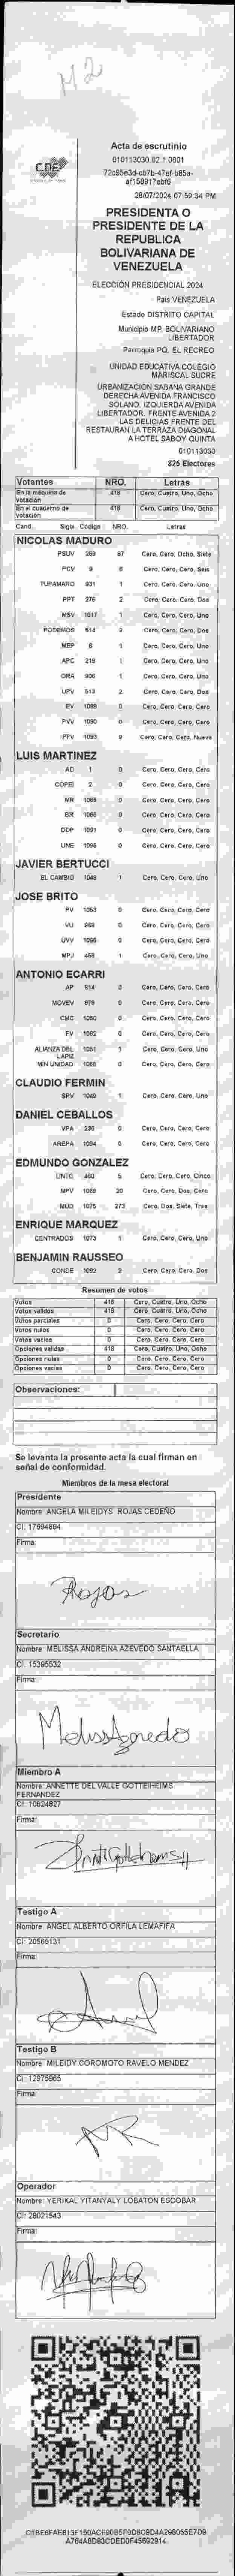 M2
CNE
Acta de escrutinio
010113030.02.1.0001
72c95e3d-cb7b-47ef-b85a-
af158917ebf6
28/07/2024 07:59:34 PM
PRESIDENTA O
PRESIDENTE DE LA
REPUBLICA
BOLIVARIANA DE
VENEZUELA
ELECCIÓN PRESIDENCIAL 2024
Pais VENEZUELA
Estado DISTRITO CAPITAL
Municipio MP. BOLIVARIANO
LIBERTADOR
Parroquia PQ. EL RECREO
UNIDAD EDUCATIVA COLEGIO
MARISCAL SUCRE
URBANIZACION SABANA GRANDE
DERECHA AVENIDA FRANCISCO
SOLANO. IZQUIERDA AVENIDA
LIBERTADOR. FRENTE AVENIDA 2
LAS DELICIAS FRENTE DEL
RESTAURAN LA TERRAZA DIAGONAL
A HOTEL SABOY QUINTA
010113030
825 Electores
Votantes NRO. Letras
En la maquina de votación 418 Cero, Cuatro, Uno, Ocho
En el cuaderno de votación 418 Cero, Cuatro, Uno, Ocho
Cand. Sigla Codigo NRO. Letras
NICOLAS MADURO
PSUV 269 87 Cero, Cero, Ocho, Siete
PCV 9 6 Cero, Cero, Cero, Seis
TUPAMARO 931 1 Cero, Cero, Cero, Uno
PPT 276 2 Cero, Cero, Cero, Dos
MSV 1017 1 Cero, Cero, Cero, Uno
PODEMOS 514 2 Cero, Cero, Cero, Dos
MEP 6 1 Cero, Cero, Cero, Uno
APC 219 1 Cero, Cero, Cero, Uno
ORA 900 1 Cero, Cero, Cero, Uno
UPV 513 2 Cero, Cero, Cero, Dos
EV 1089 0 Cero, Cero, Cero, Cero
PVV 1090 0 Cero, Cero, Cero, Cero
PFV 1093 9 Cero, Cero, Cero, Nueve
LUIS MARTINEZ
AD 1 0 Cero, Cero, Cero, Cero
COPEI 2 0 Cero, Cero, Cero, Cero
MR 1065 0 Cero, Cero, Cero, Cero
BR 1066 0 Cero, Cero, Cero, Cero
DDP 1091 0 Cero, Cero, Cero, Cero
UNE 1096 0 Cero, Cero, Cero, Cero
JAVIER BERTUCCI
EL CAMBIO 1048 1 Cero, Cero, Cero, Uno
JOSE BRITO
PV 1053 0 Cero, Cero, Cero, Cero
VU 968 0 Cero, Cero, Cero, Cero
UVV 1095 0 Cero, Cero, Cero, Cero
MPJ 458 1 Cero, Cero, Cero, Uno
ANTONIO ECARRI
AP 614 0 Cero, Cero, Cero, Cero
MOVEV 979 0 Cero, Cero, Cero, Cero
CMC 1050 0 Cero, Cero, Cero, Cero
FV 1062 0 Cero, Cero, Cero, Cero
ALIANZA DEL LAPIZ 1051 1 Cero, Cero, Cero, Uno
MIN UNIDAD 1068 0 Cero, Cero, Cero, Cero
CLAUDIO FERMIN
SPV 1049 1 Cero, Cero, Cero, Uno
DANIEL CEBALLOS
VPA 236 0 Cero, Cero, Cero, Cero
AREPA 1094 0 Cero, Cero, Cero, Cero
EDMUNDO GONZALEZ
UNTC 460 5 Cero, Cero, Cero, Cinco
MPV 1069 20 Cero, Cero, Dos, Cero
MUD 1075 273 Cero, Dos, Siete, Tres
ENRIQUE MARQUEZ
CENTRADOS 1073 1 Cero, Cero, Cero, Uno
BENJAMIN RAUSSEO
CONDE 1092 2 Cero, Cero, Cero, Dos
Resumen de votos
Votos 418 Cero, Cuatro, Uno, Ocho
Votos validos 418 Cero, Cuatro, Uno, Ocho
Votos parciales 0 Cero, Cero, Cero, Cero
Votos nulos 0 Cero, Cero, Cero, Cero
Votos vacios 0 Cero, Cero, Cero, Cero
Opciones validas 418 Cero, Cuatro, Uno, Ocho
Opciones nulas 0 Cero, Cero, Cero, Cero
Opciones vacias 0 Cero, Cero, Cero, Cero
Observaciones:
Se levanta la presente acta la cual firman en
señal de conformidad.
Miembros de la mesa electoral
Presidente
Nombre: ANGELA MILEIDYS ROJAS CEDEÑO
CI: 17694894
Firma:
Rojas
Secretario
Nombre: MELISSA ANDREINA AZEVEDO SANTAELLA
CI: 15395532
Firma:
Miembro A
Nombre: ANNETTE DEL VALLE GOTTEIHEIMS
FERNANDEZ
CI: 10824827
Firma:
Testigo A
Nombre: ANGEL ALBERTO ORFILA LEMAFIFA
CI: 20565131
Firma:
Testigo B
Nombre: MILEIDY COROMOTO RAVELO MENDEZ
CI: 12975965
Firma:
Operador
Nombre: YERIKAL YITANYALY LOBATON ESCOBAR
CI: 28021543
Firma:
C1BE6FAE813F150ACF90B5F0D6C9D4A298055E7D9
A764A8D83CDED0F45692914